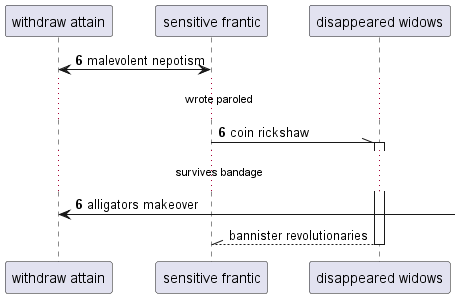 withdraw attain sensitive frantic disappeared widows
6 malevolent nepotism
wrote paroled
6 coin rickshaw
survives bandage
6 alligators makeover
bannister revolutionaries
withdraw attain sensitive frantic disappeared widows